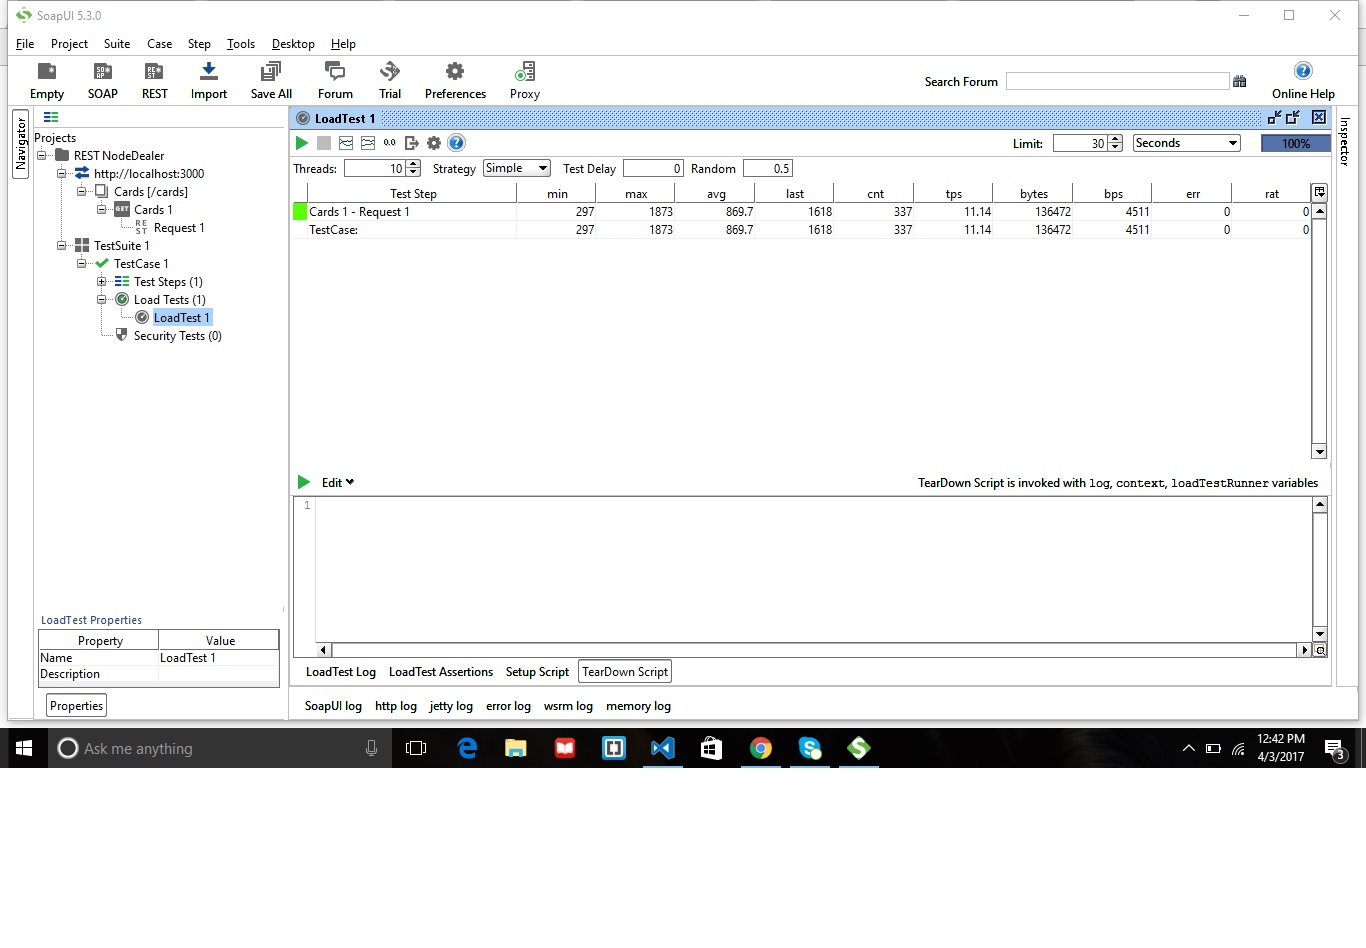 SoapUI 5.3.0
File Project Suite Case Step Tools Desktop Help
Empty SOAP REST Import Save All Forum Trial Preferences Proxy
Search Forum
Online Help
Navigator
Projects
REST NodeDealer
http://localhost:3000
Cards [/cards]
GET Cards 1
REST Request 1
TestSuite 1
TestCase 1
Test Steps (1)
Load Tests (1)
LoadTest 1
Security Tests (0)
LoadTest Properties
Property Value
Name LoadTest 1
Description
Properties
LoadTest 1
0.0
Limit: 30 Seconds 100%
Threads: 10 Strategy Simple Test Delay 0 Random 0.5
Test Step min max avg last cnt tps bytes bps err rat
Cards 1 - Request 1 297 1873 869.7 1618 337 11.14 136472 4511 0 0
TestCase: 297 1873 869.7 1618 337 11.14 136472 4511 0 0
Edit
TearDown Script is invoked with log, context, loadTestRunner variables
1
LoadTest Log LoadTest Assertions Setup Script TearDown Script
SoapUI log http log jetty log error log wsrm log memory log
Inspector
Ask me anything
12:42 PM
4/3/2017
3